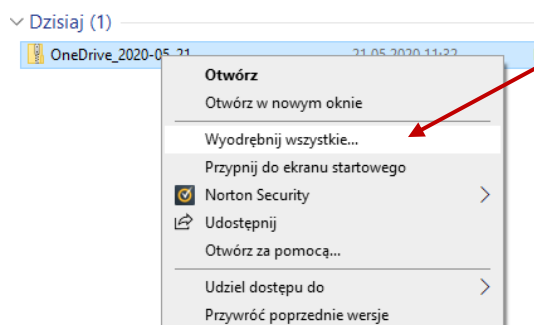 Dzisiaj (1)
OneDrive_2020-05-21 21.05.2020 11:32
Otwórz
Otwórz w nowym oknie
Wyodrębnij wszystkie...
Przypnij do ekranu startowego
Norton Security
Udostępnij
Otwórz za pomocą...
Udziel dostępu do
Przywróć poprzednie wersje